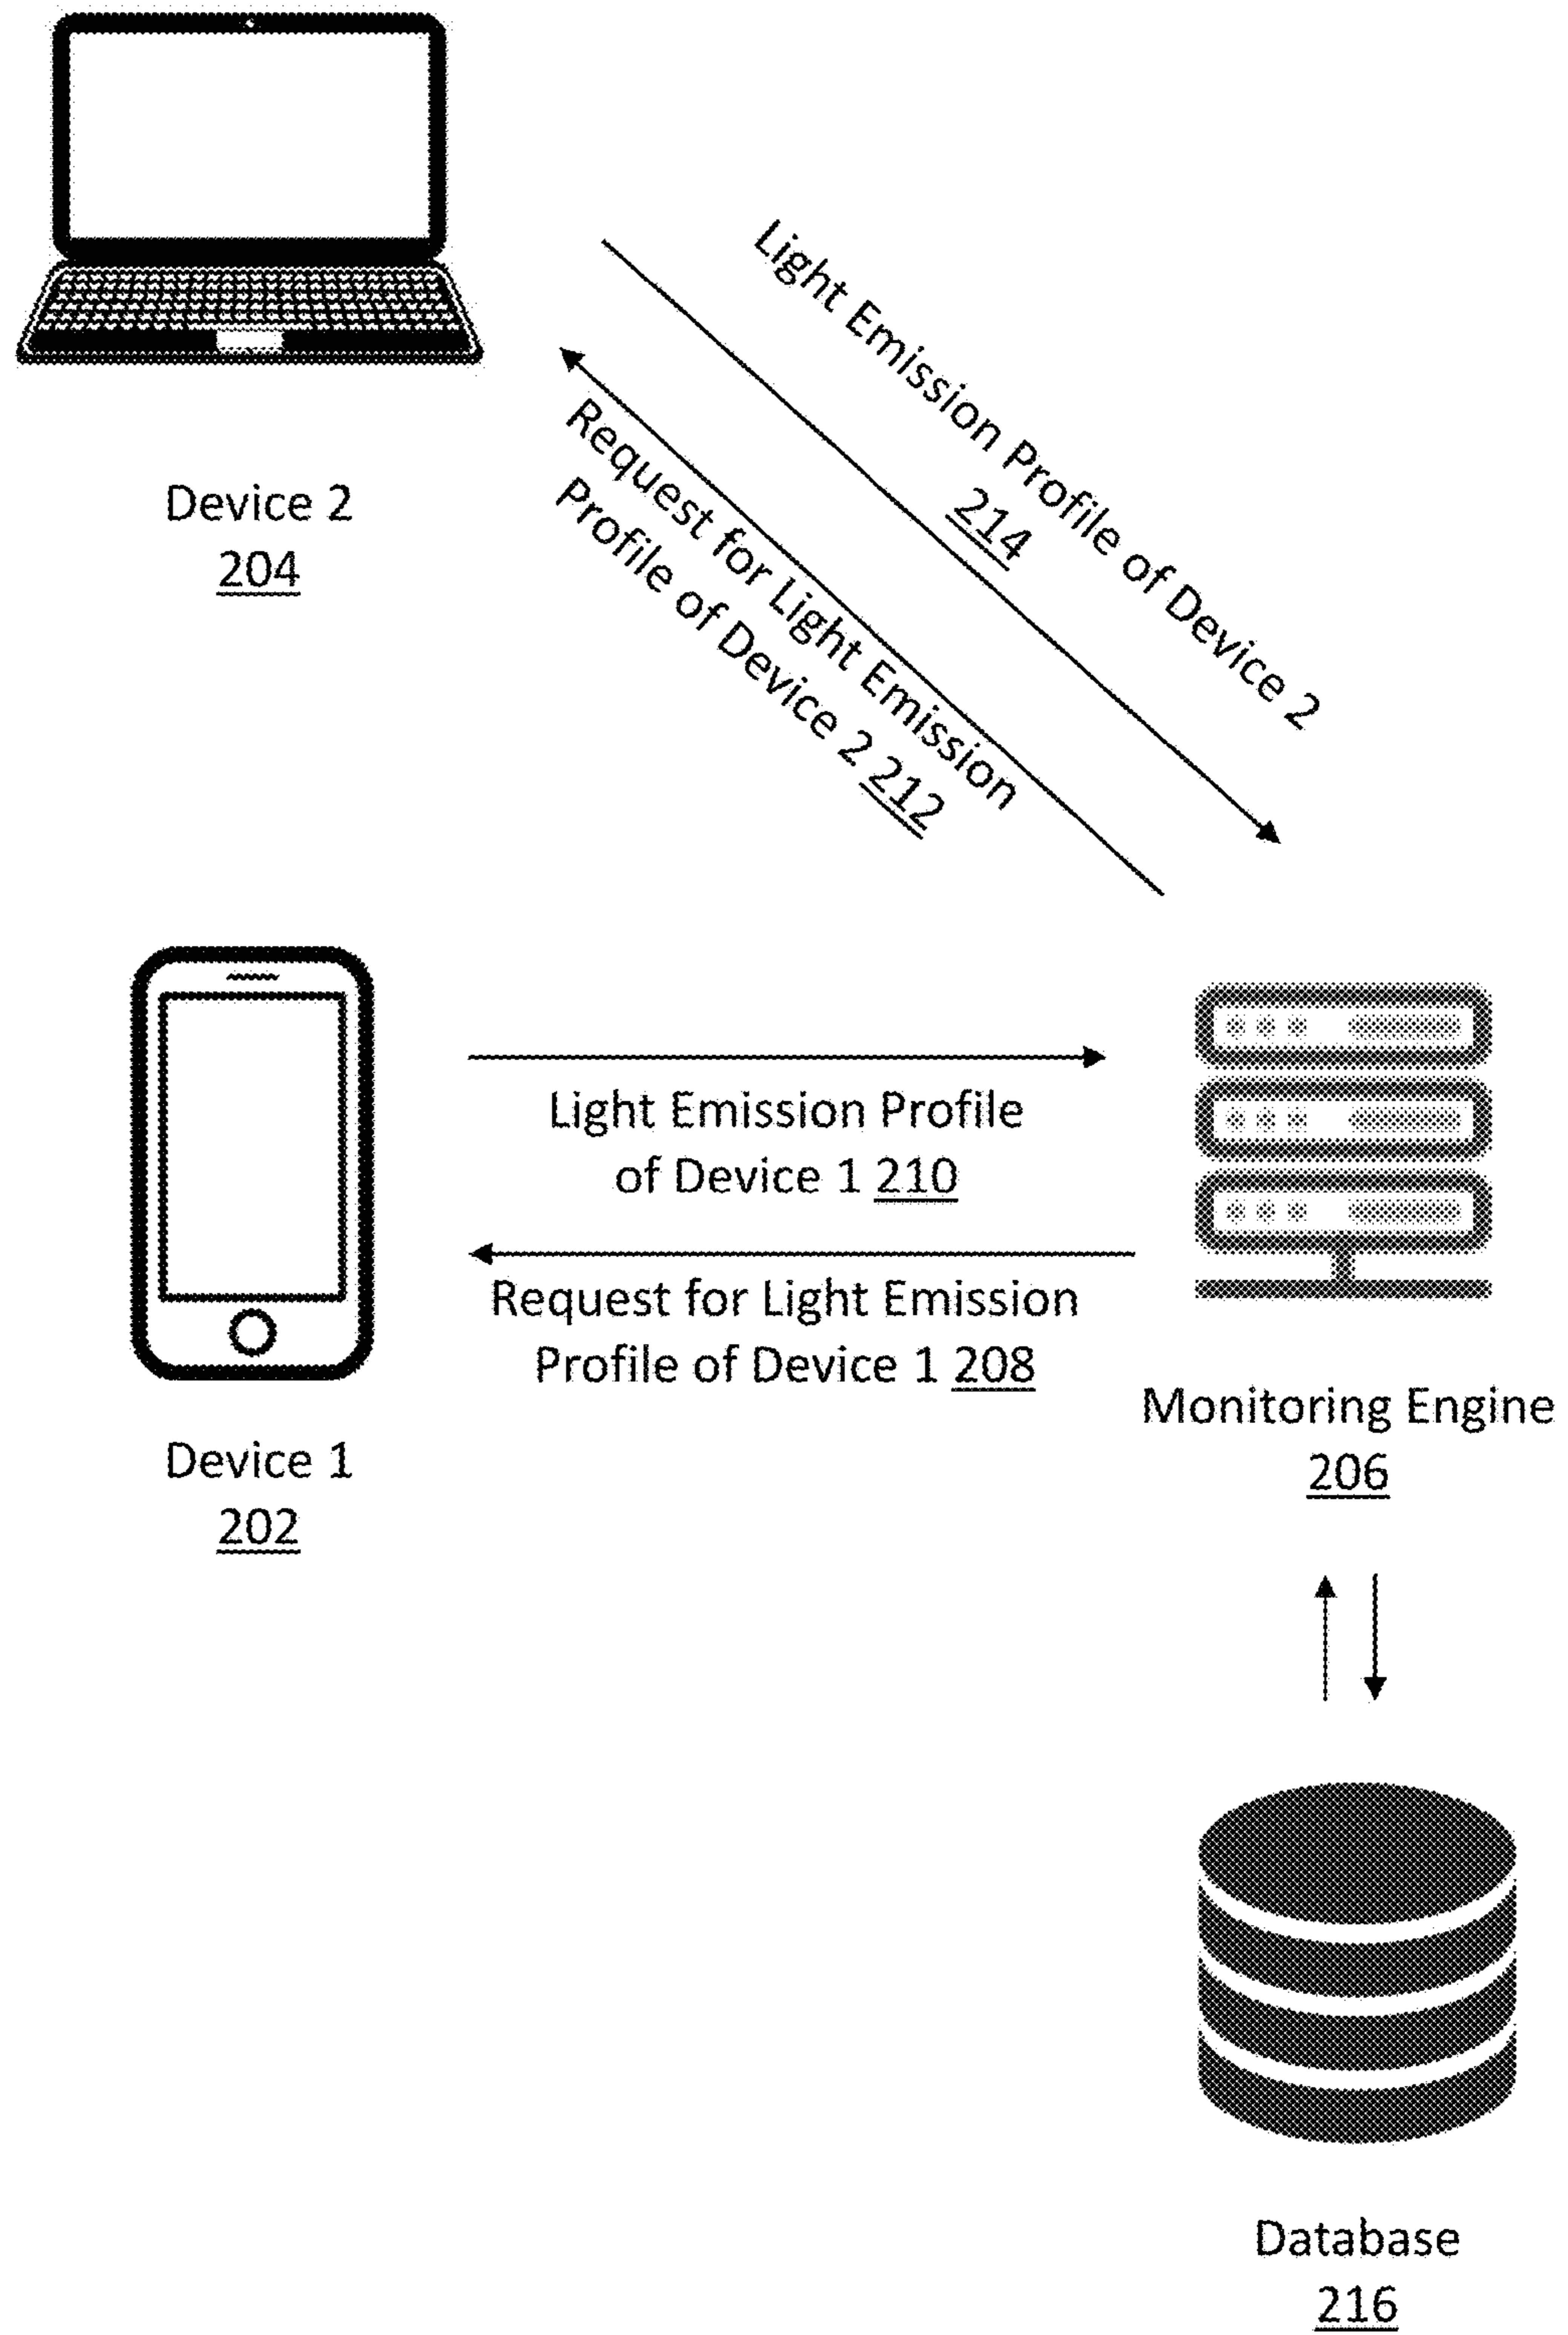 Light Emission Profile of Device 2
214
Request for Light Emission
Profile of Device 2 212
Device 2
204
Light Emission Profile
of Device 1 210
Request for Light Emission
Profile of Device 1 208
Monitoring Engine
206
Device 1
202
Database
216